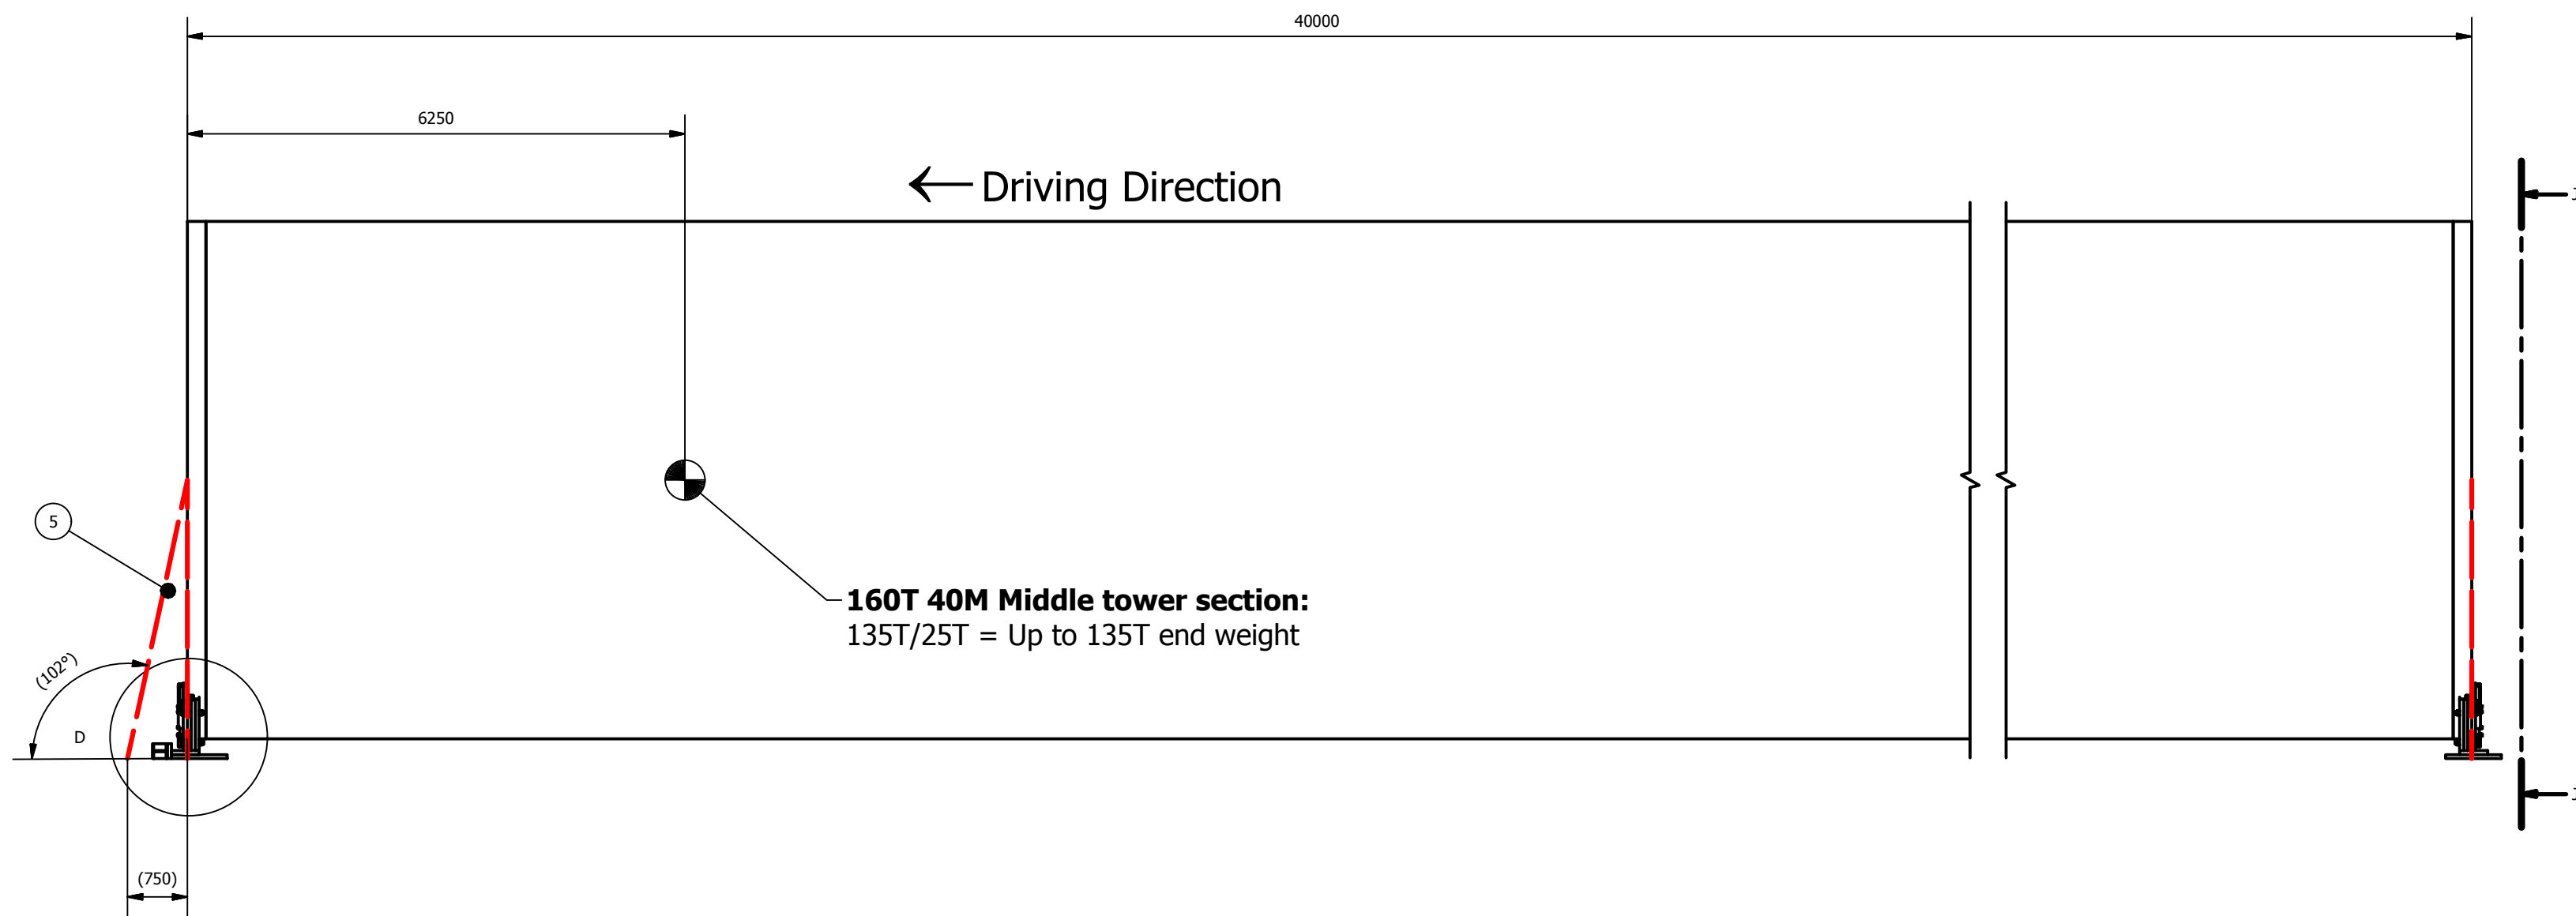 40000
6250
← Driving Direction
5
160T 40M Middle tower section:
135T/25T = Up to 135T end weight
(102°)
D
(750)